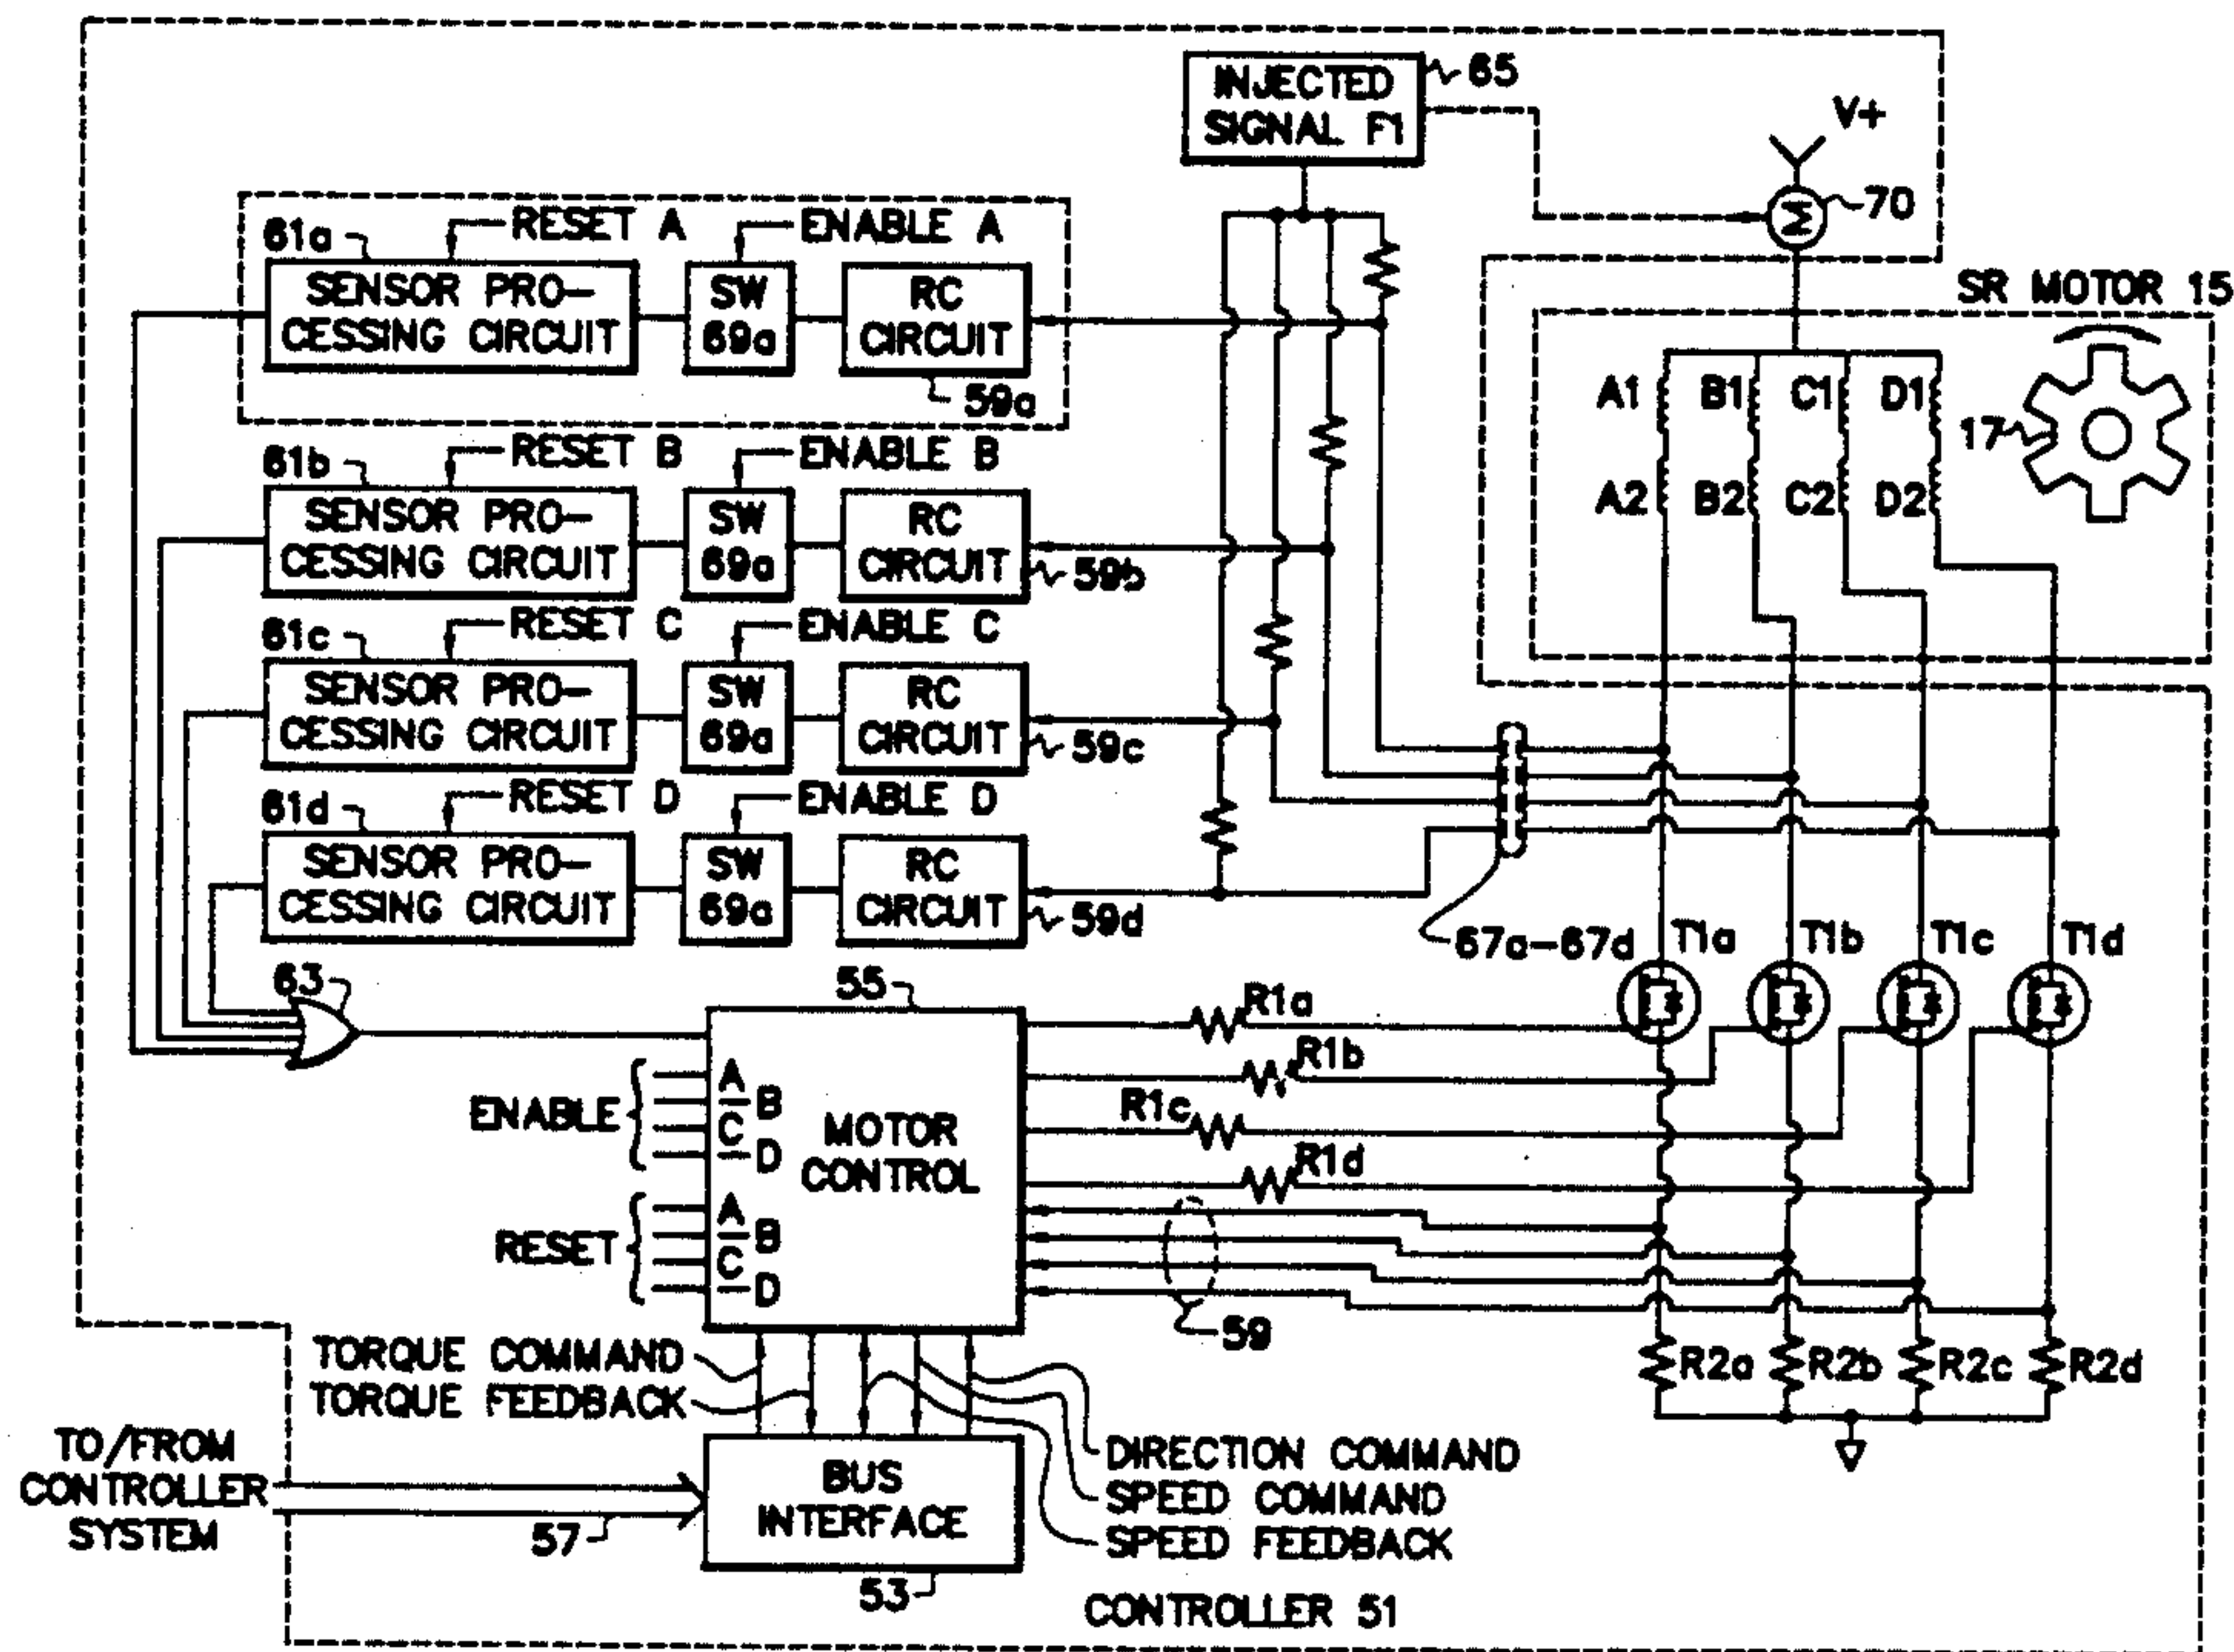 INJECTED
SIGNAL F1
65
V+
Σ
70
SR MOTOR 15
17
A1
B1
C1
D1
A2
B2
C2
D2
61a
RESET A
ENABLE A
SENSOR PRO-
CESSING CIRCUIT
SW
69a
RC
CIRCUIT
59a
61b
RESET B
ENABLE B
SENSOR PRO-
CESSING CIRCUIT
SW
69a
RC
CIRCUIT
59b
61c
RESET C
ENABLE C
SENSOR PRO-
CESSING CIRCUIT
SW
69a
RC
CIRCUIT
59c
61d
RESET D
ENABLE D
SENSOR PRO-
CESSING CIRCUIT
SW
69a
RC
CIRCUIT
59d
67a-67d
T1a
T1b
T1c
T1d
63
55
R1a
R1b
R1c
R1d
ENABLE
A
B
C
D
MOTOR
CONTROL
RESET
A
B
C
D
59
R2a
R2b
R2c
R2d
TORQUE COMMAND
TORQUE FEEDBACK
TO/FROM
CONTROLLER
SYSTEM
57
BUS
INTERFACE
53
DIRECTION COMMAND
SPEED COMMAND
SPEED FEEDBACK
CONTROLLER 51